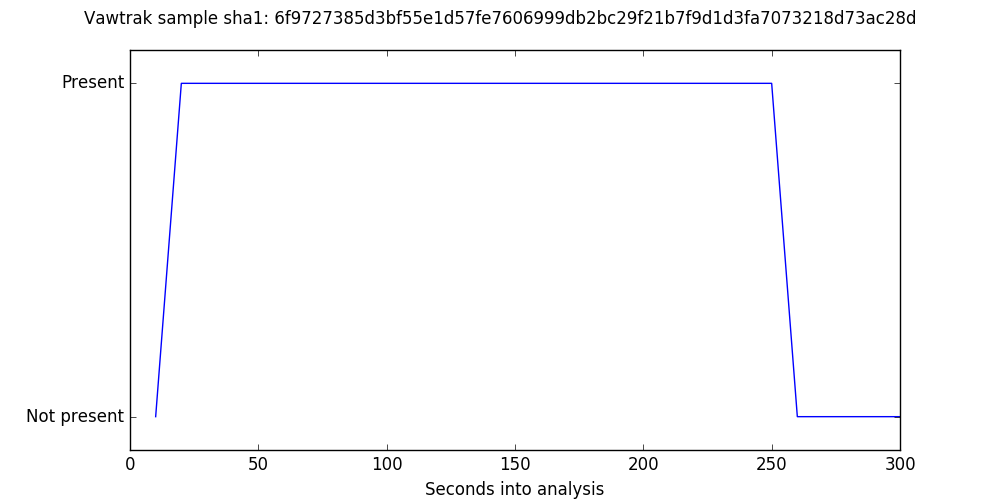 Vawtrak sample sha1: 6f9727385d3bf55e1d57fe7606999db2bc29f21b7f9d1d3fa7073218d73ac28d
Present
Not present
0 50 100 150 200 250 300
Seconds into analysis